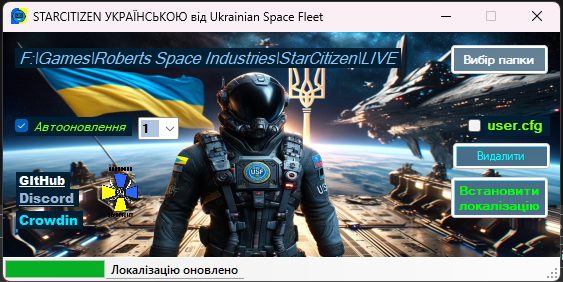 STARCITIZEN УКРАЇНСЬКОЮ від Ukrainian Space Fleet
F:\Games\Roberts Space Industries\StarCitizen\LIVE
Вибір папки
Автооновлення
1
user.cfg
Видалити
GItHub
Discord
Crowdin
USF
Встановити
локалізацію
Локалізацію оновлено